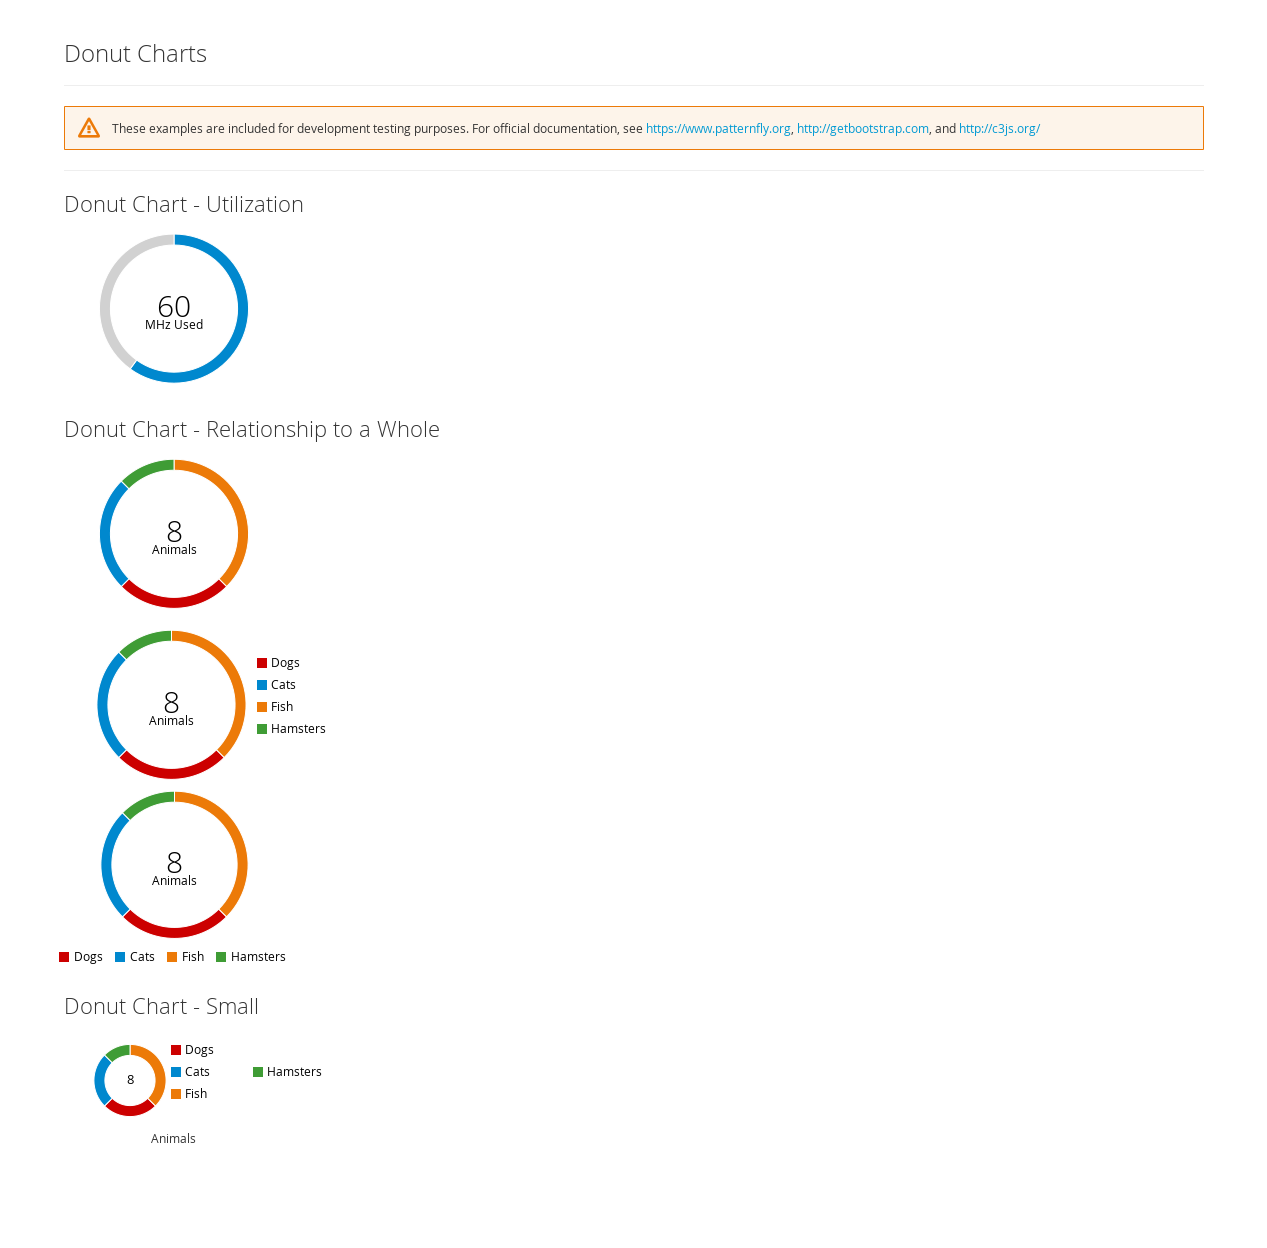 Donut Charts
These examples are included for development testing purposes. For official documentation, see https://www.patternfly.org, http://getbootstrap.com, and http://c3js.org/
Donut Chart - Utilization
60
MHz Used
Donut Chart - Relationship to a Whole
8
Animals
8
Animals
Dogs
Cats
Fish
Hamsters
8
Animals
Dogs Cats Fish Hamsters
Donut Chart - Small
8
Dogs
Cats
Fish
Hamsters
Animals